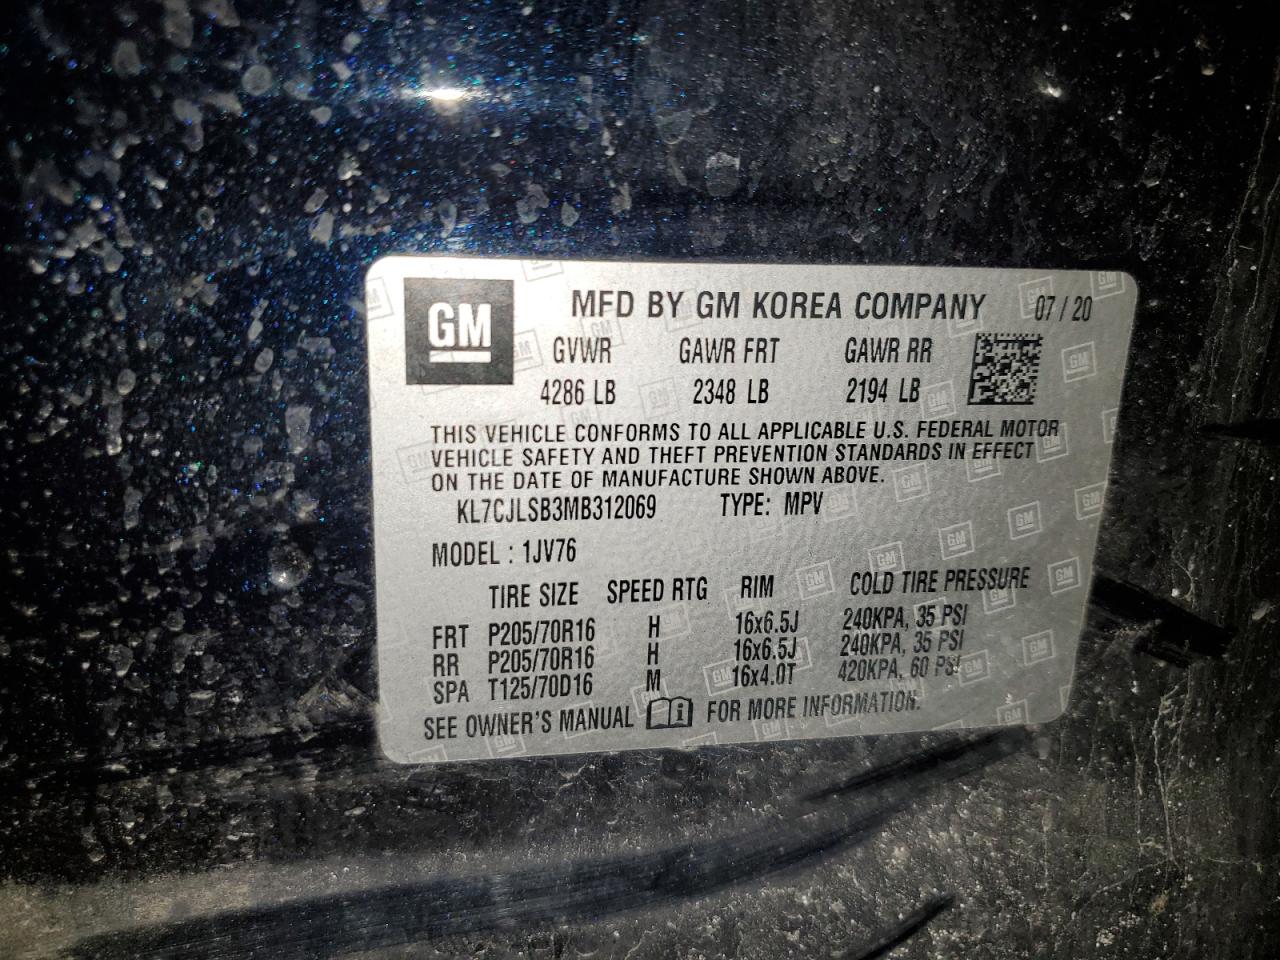 GM MFD BY GM KOREA COMPANY 07 / 20
GVWR GAWR FRT GAWR RR
4286 LB 2348 LB 2194 LB
THIS VEHICLE CONFORMS TO ALL APPLICABLE U.S. FEDERAL MOTOR
VEHICLE SAFETY AND THEFT PREVENTION STANDARDS IN EFFECT
ON THE DATE OF MANUFACTURE SHOWN ABOVE.
KL7CJLSB3MB312069 TYPE: MPV
MODEL : 1JV76
TIRE SIZE SPEED RTG RIM COLD TIRE PRESSURE
FRT P205/70R16 H 16x6.5J 240KPA, 35 PSI
RR P205/70R16 H 16x6.5J 240KPA, 35 PSI
SPA T125/70D16 M 16x4.0T 420KPA, 60 PSI
SEE OWNER'S MANUAL FOR MORE INFORMATION.